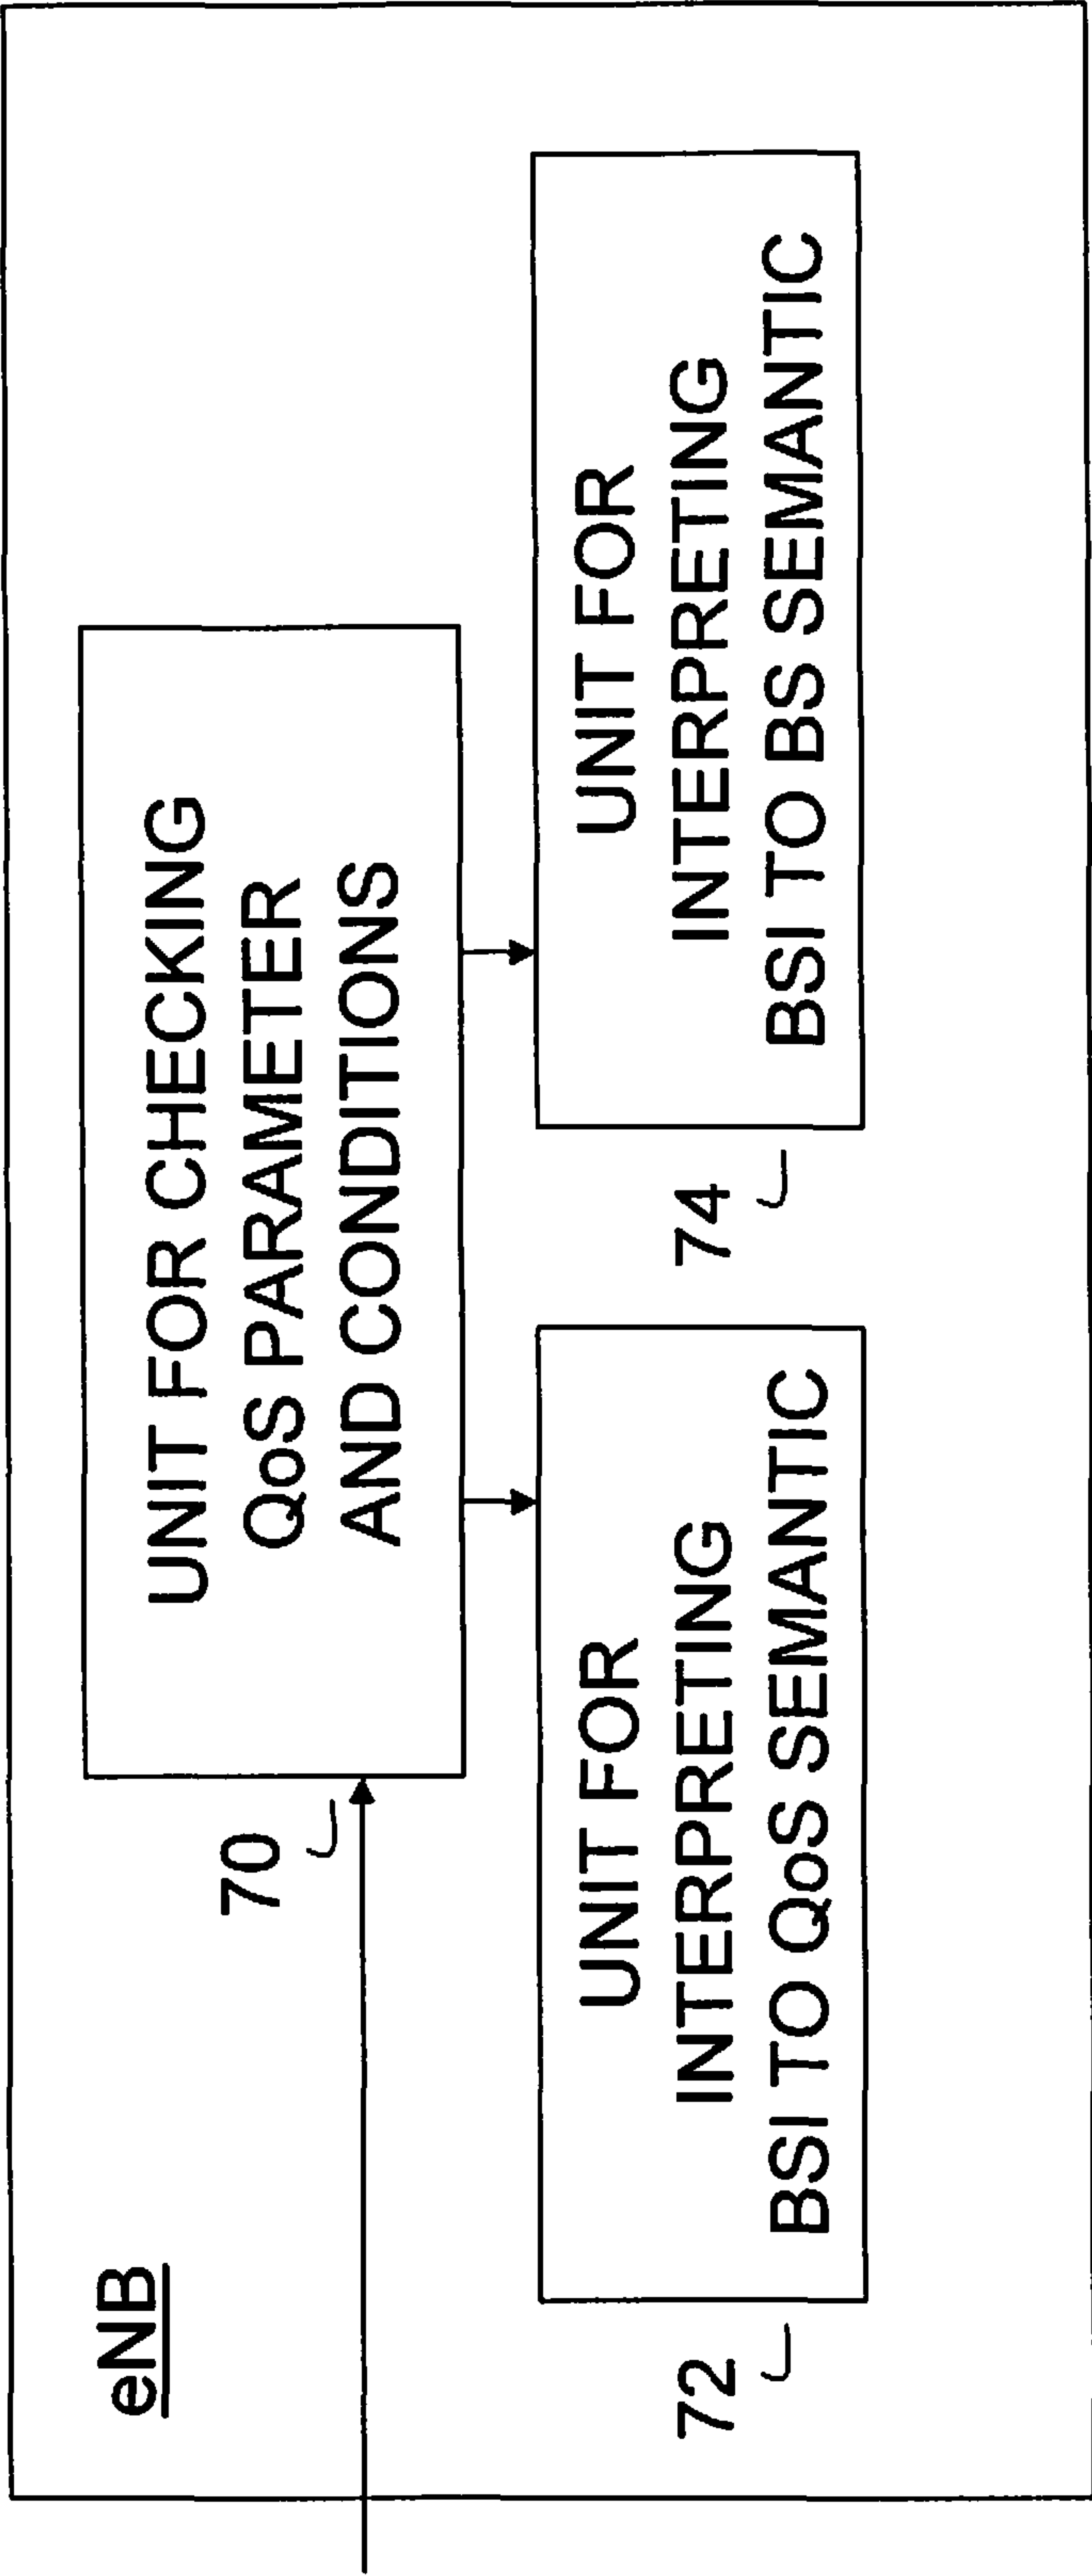 eNB
70
UNIT FOR CHECKING
QoS PARAMETER
AND CONDITIONS
72
UNIT FOR
INTERPRETING
BSI TO QoS SEMANTIC
74
UNIT FOR
INTERPRETING
BSI TO BS SEMANTIC